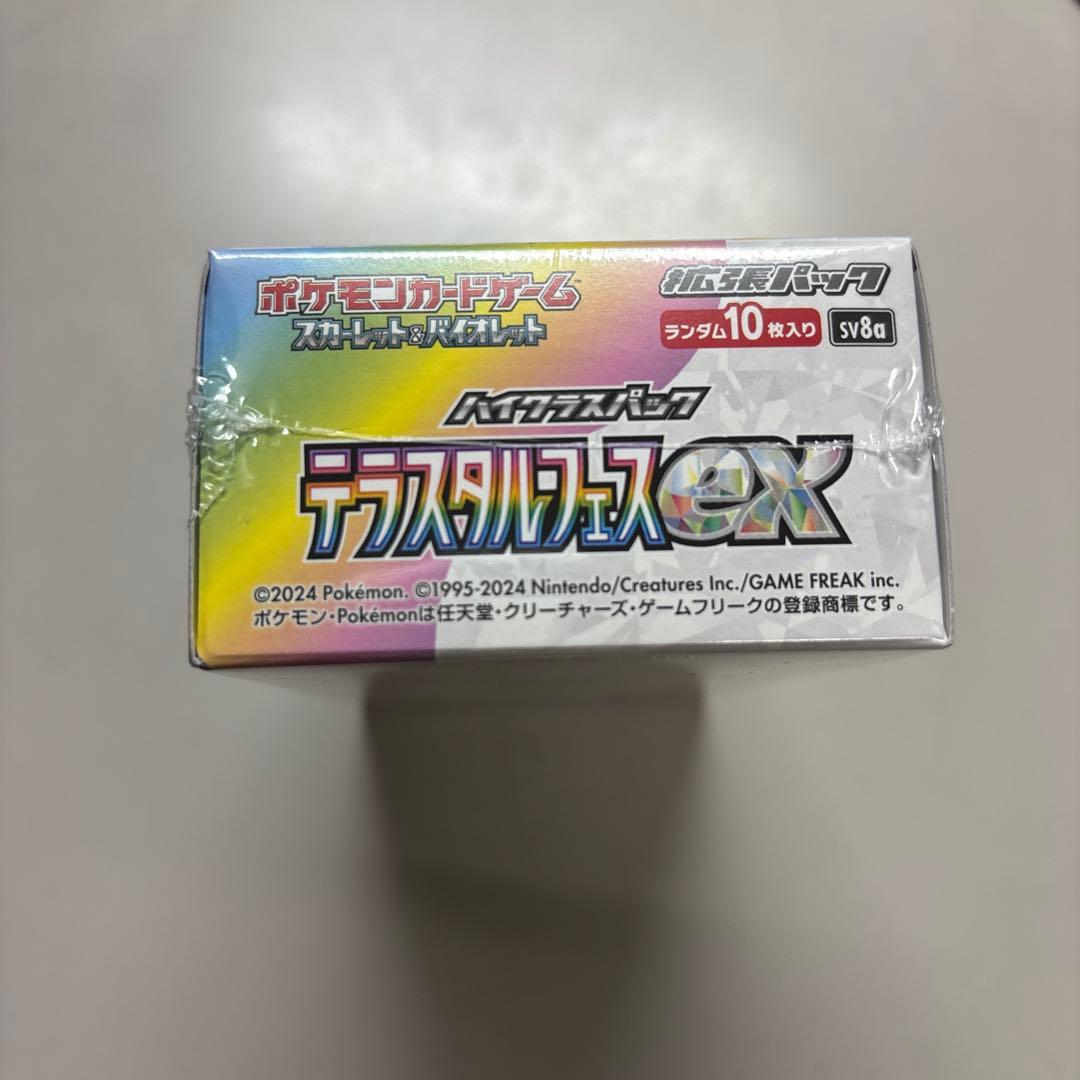 ポケモンカードゲーム™
スカーレット&バイオレット
拡張パック
ランダム10枚入り SV8a
ハイクラスパック
テラスタルフェスex
©2024 Pokémon. ©1995-2024 Nintendo/Creatures Inc./GAME FREAK inc.
ポケモン・Pokémonは任天堂・クリーチャーズ・ゲームフリークの登録商標です。